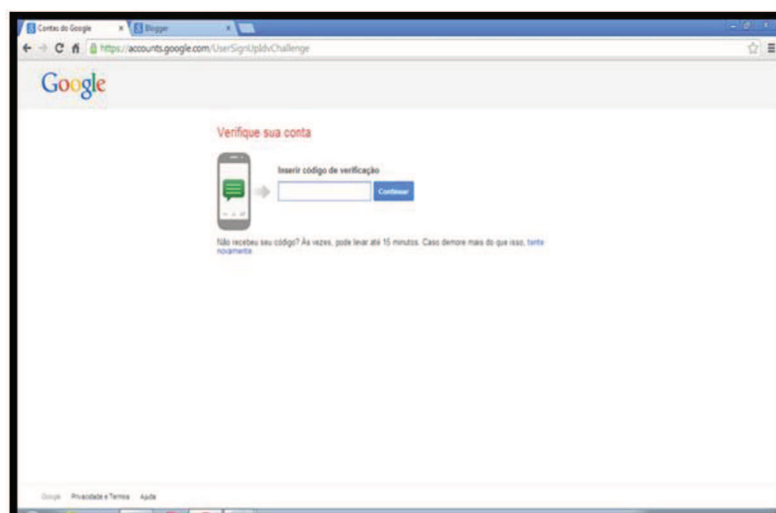 Contas do Google
Blogger
https://accounts.google.com/UserSignUpIdvChallenge
Google
Verifique sua conta
Inserir código de verificação
Continuar
Não recebeu seu código? Às vezes, pode levar até 15 minutos. Caso demore mais do que isso, tente
novamente
Google Privacidade e Termos Ajuda